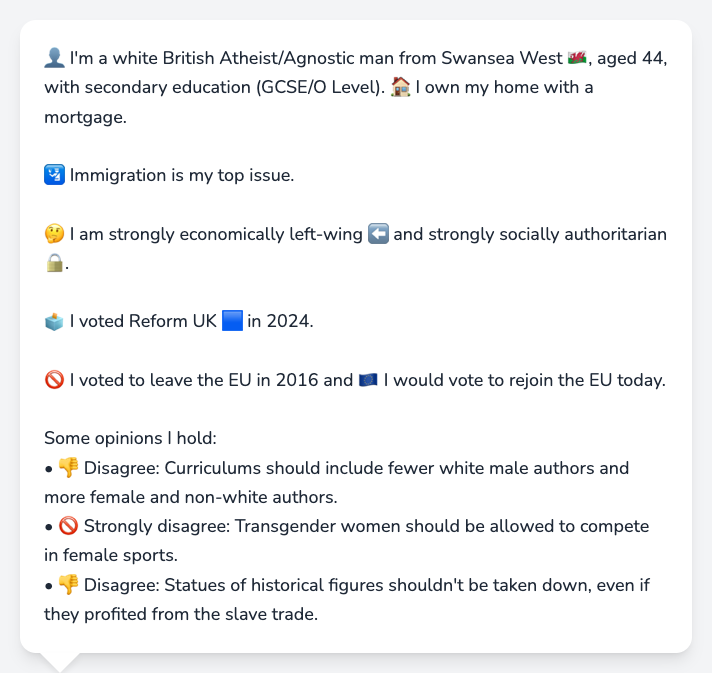 👤 I'm a white British Atheist/Agnostic man from Swansea West 🏴󠁧󠁢󠁷󠁬󠁳󠁿, aged 44,
with secondary education (GCSE/O Level). 🏠 I own my home with a
mortgage.
🛂 Immigration is my top issue.
🤔 I am strongly economically left-wing ⬅️ and strongly socially authoritarian
🔒.
🗳️ I voted Reform UK 🟦 in 2024.
🚫 I voted to leave the EU in 2016 and 🇪🇺 I would vote to rejoin the EU today.
Some opinions I hold:
• 👎 Disagree: Curriculums should include fewer white male authors and
more female and non-white authors.
• 🚫 Strongly disagree: Transgender women should be allowed to compete
in female sports.
• 👎 Disagree: Statues of historical figures shouldn't be taken down, even if
they profited from the slave trade.